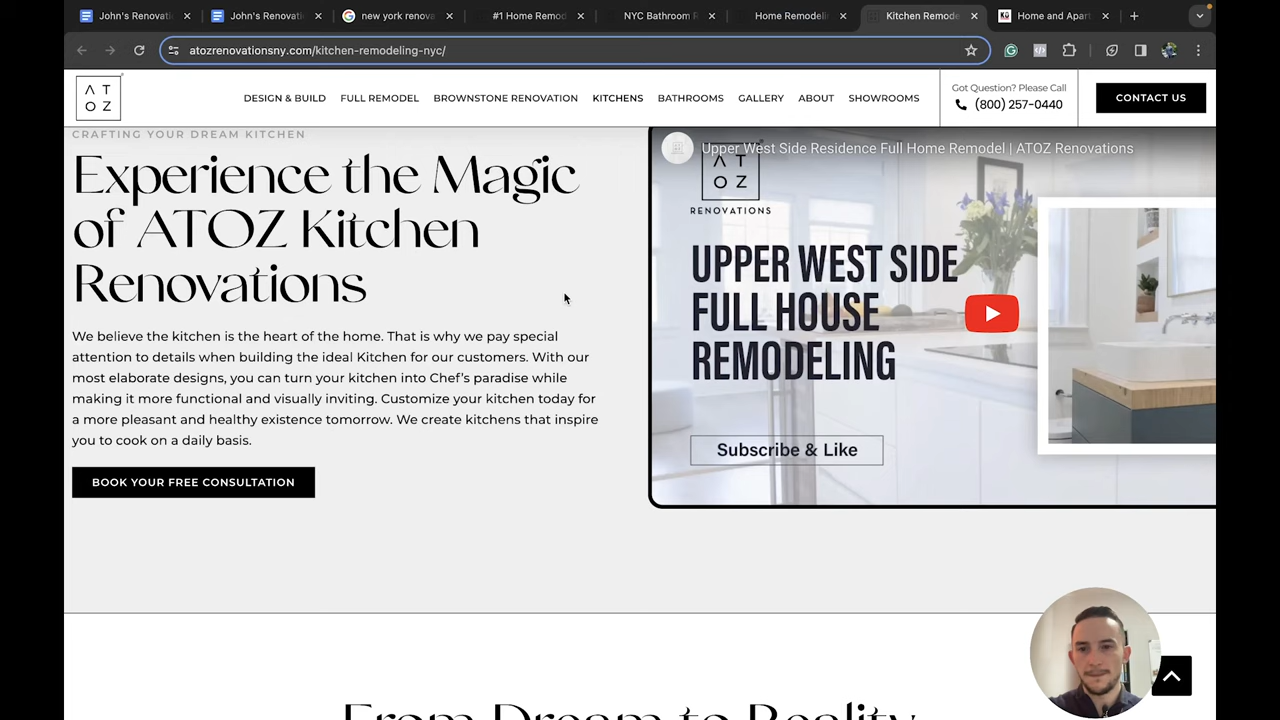 John's Renovati
John's Renovati
new york renova
#1 Home Remod
NYC Bathroom R
Home Remodelin
Kitchen Remode
KU
Home and Apart
atozrenovationsny.com/kitchen-remodeling-nyc/
A T
O Z
DESIGN & BUILD
FULL REMODEL
BROWNSTONE RENOVATION
KITCHENS
BATHROOMS
GALLERY
ABOUT
SHOWROOMS
Got Question? Please Call
(800) 257-0440
CONTACT US
CRAFTING YOUR DREAM KITCHEN
Experience the Magic
of ATOZ Kitchen
Renovations
We believe the kitchen is the heart of the home. That is why we pay special
attention to details when building the ideal Kitchen for our customers. With our
most elaborate designs, you can turn your kitchen into Chef's paradise while
making it more functional and visually inviting. Customize your kitchen today for
a more pleasant and healthy existence tomorrow. We create kitchens that inspire
you to cook on a daily basis.
BOOK YOUR FREE CONSULTATION
Upper West Side Residence Full Home Remodel | ATOZ Renovations
A T
O Z
RENOVATIONS
UPPER WEST SIDE
FULL HOUSE
REMODELING
Subscribe & Like
From Dream to Reality